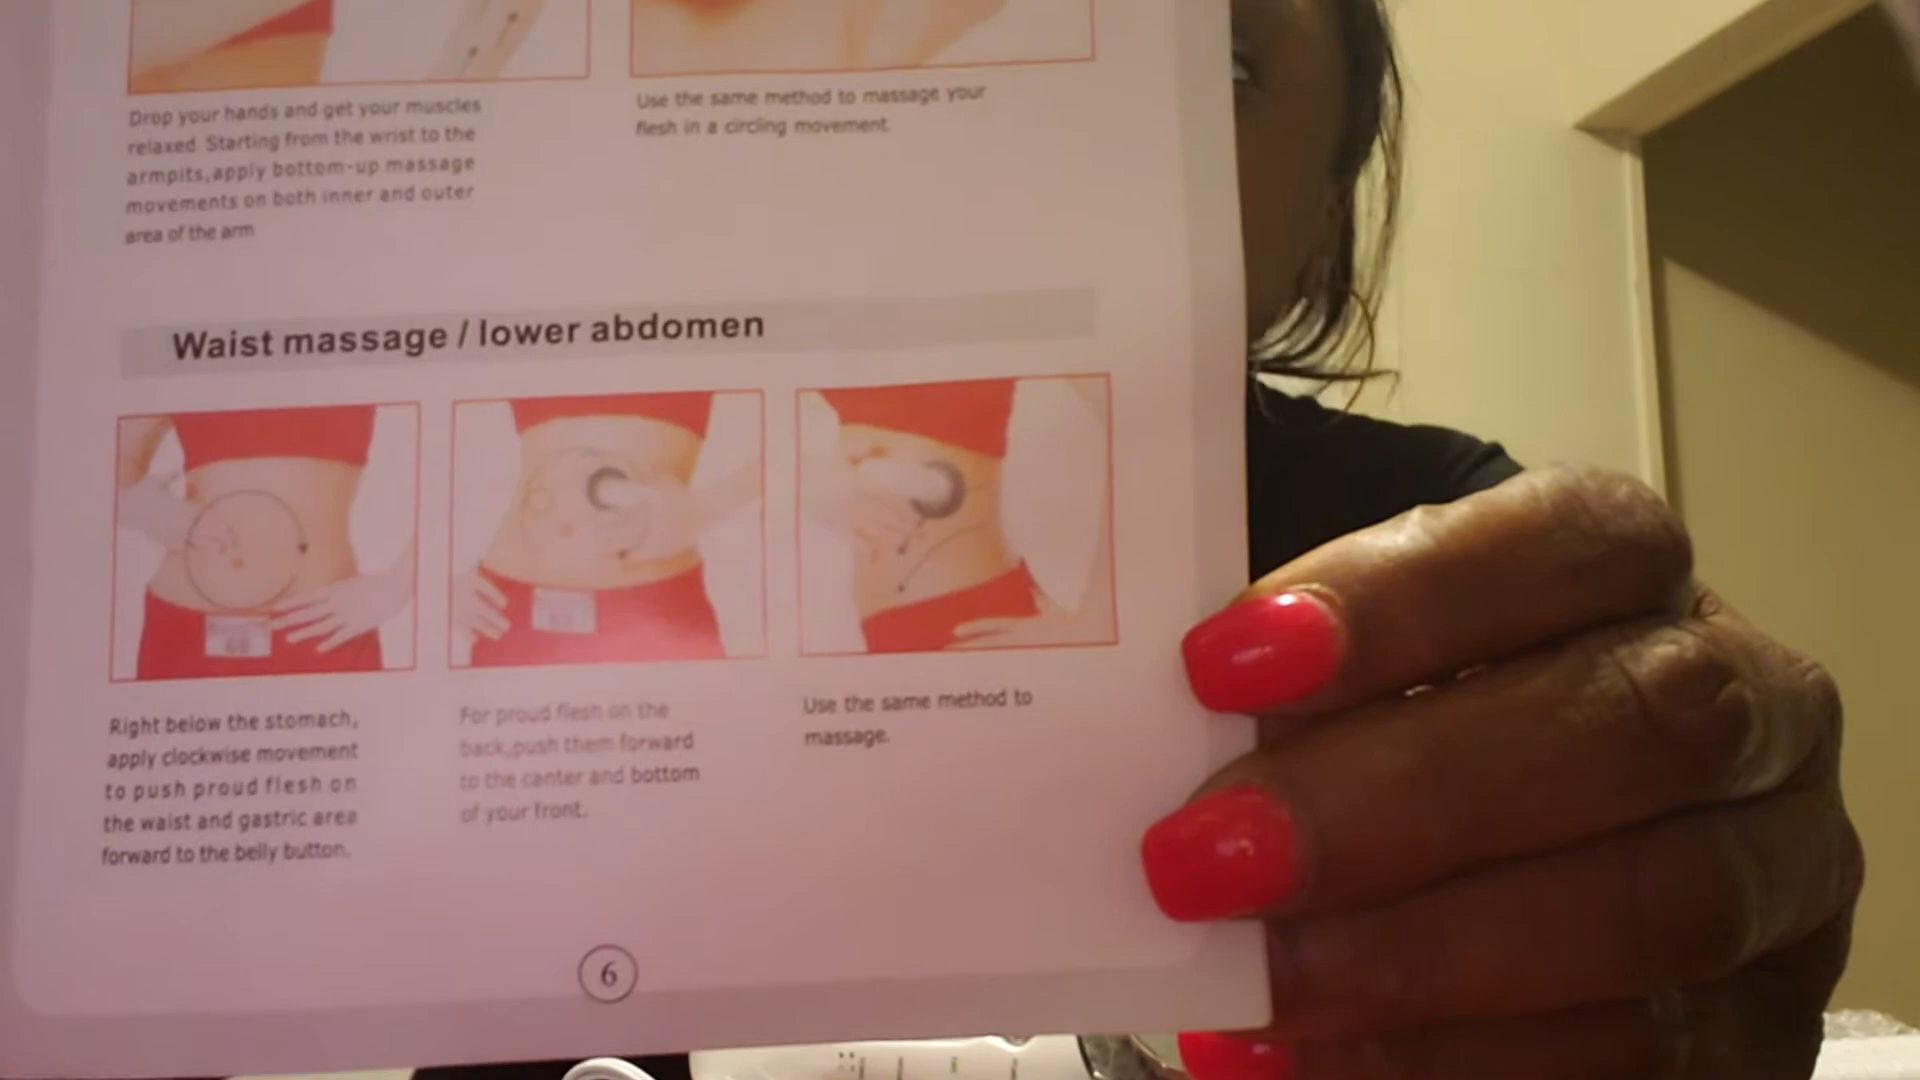 Drop your hands and get your muscles
relaxed. Starting from the wrist to the
armpits,apply bottom-up massage
movements on both inner and outer
area of the arm
Use the same method to massage your
flesh in a circling movement.
Waist massage / lower abdomen
Right below the stomach,
apply clockwise movement
to push proud flesh on
the waist and gastric area
forward to the belly button.
For proud flesh on the
back,push them forward
to the canter and bottom
of your front.
Use the same method to
massage.
6